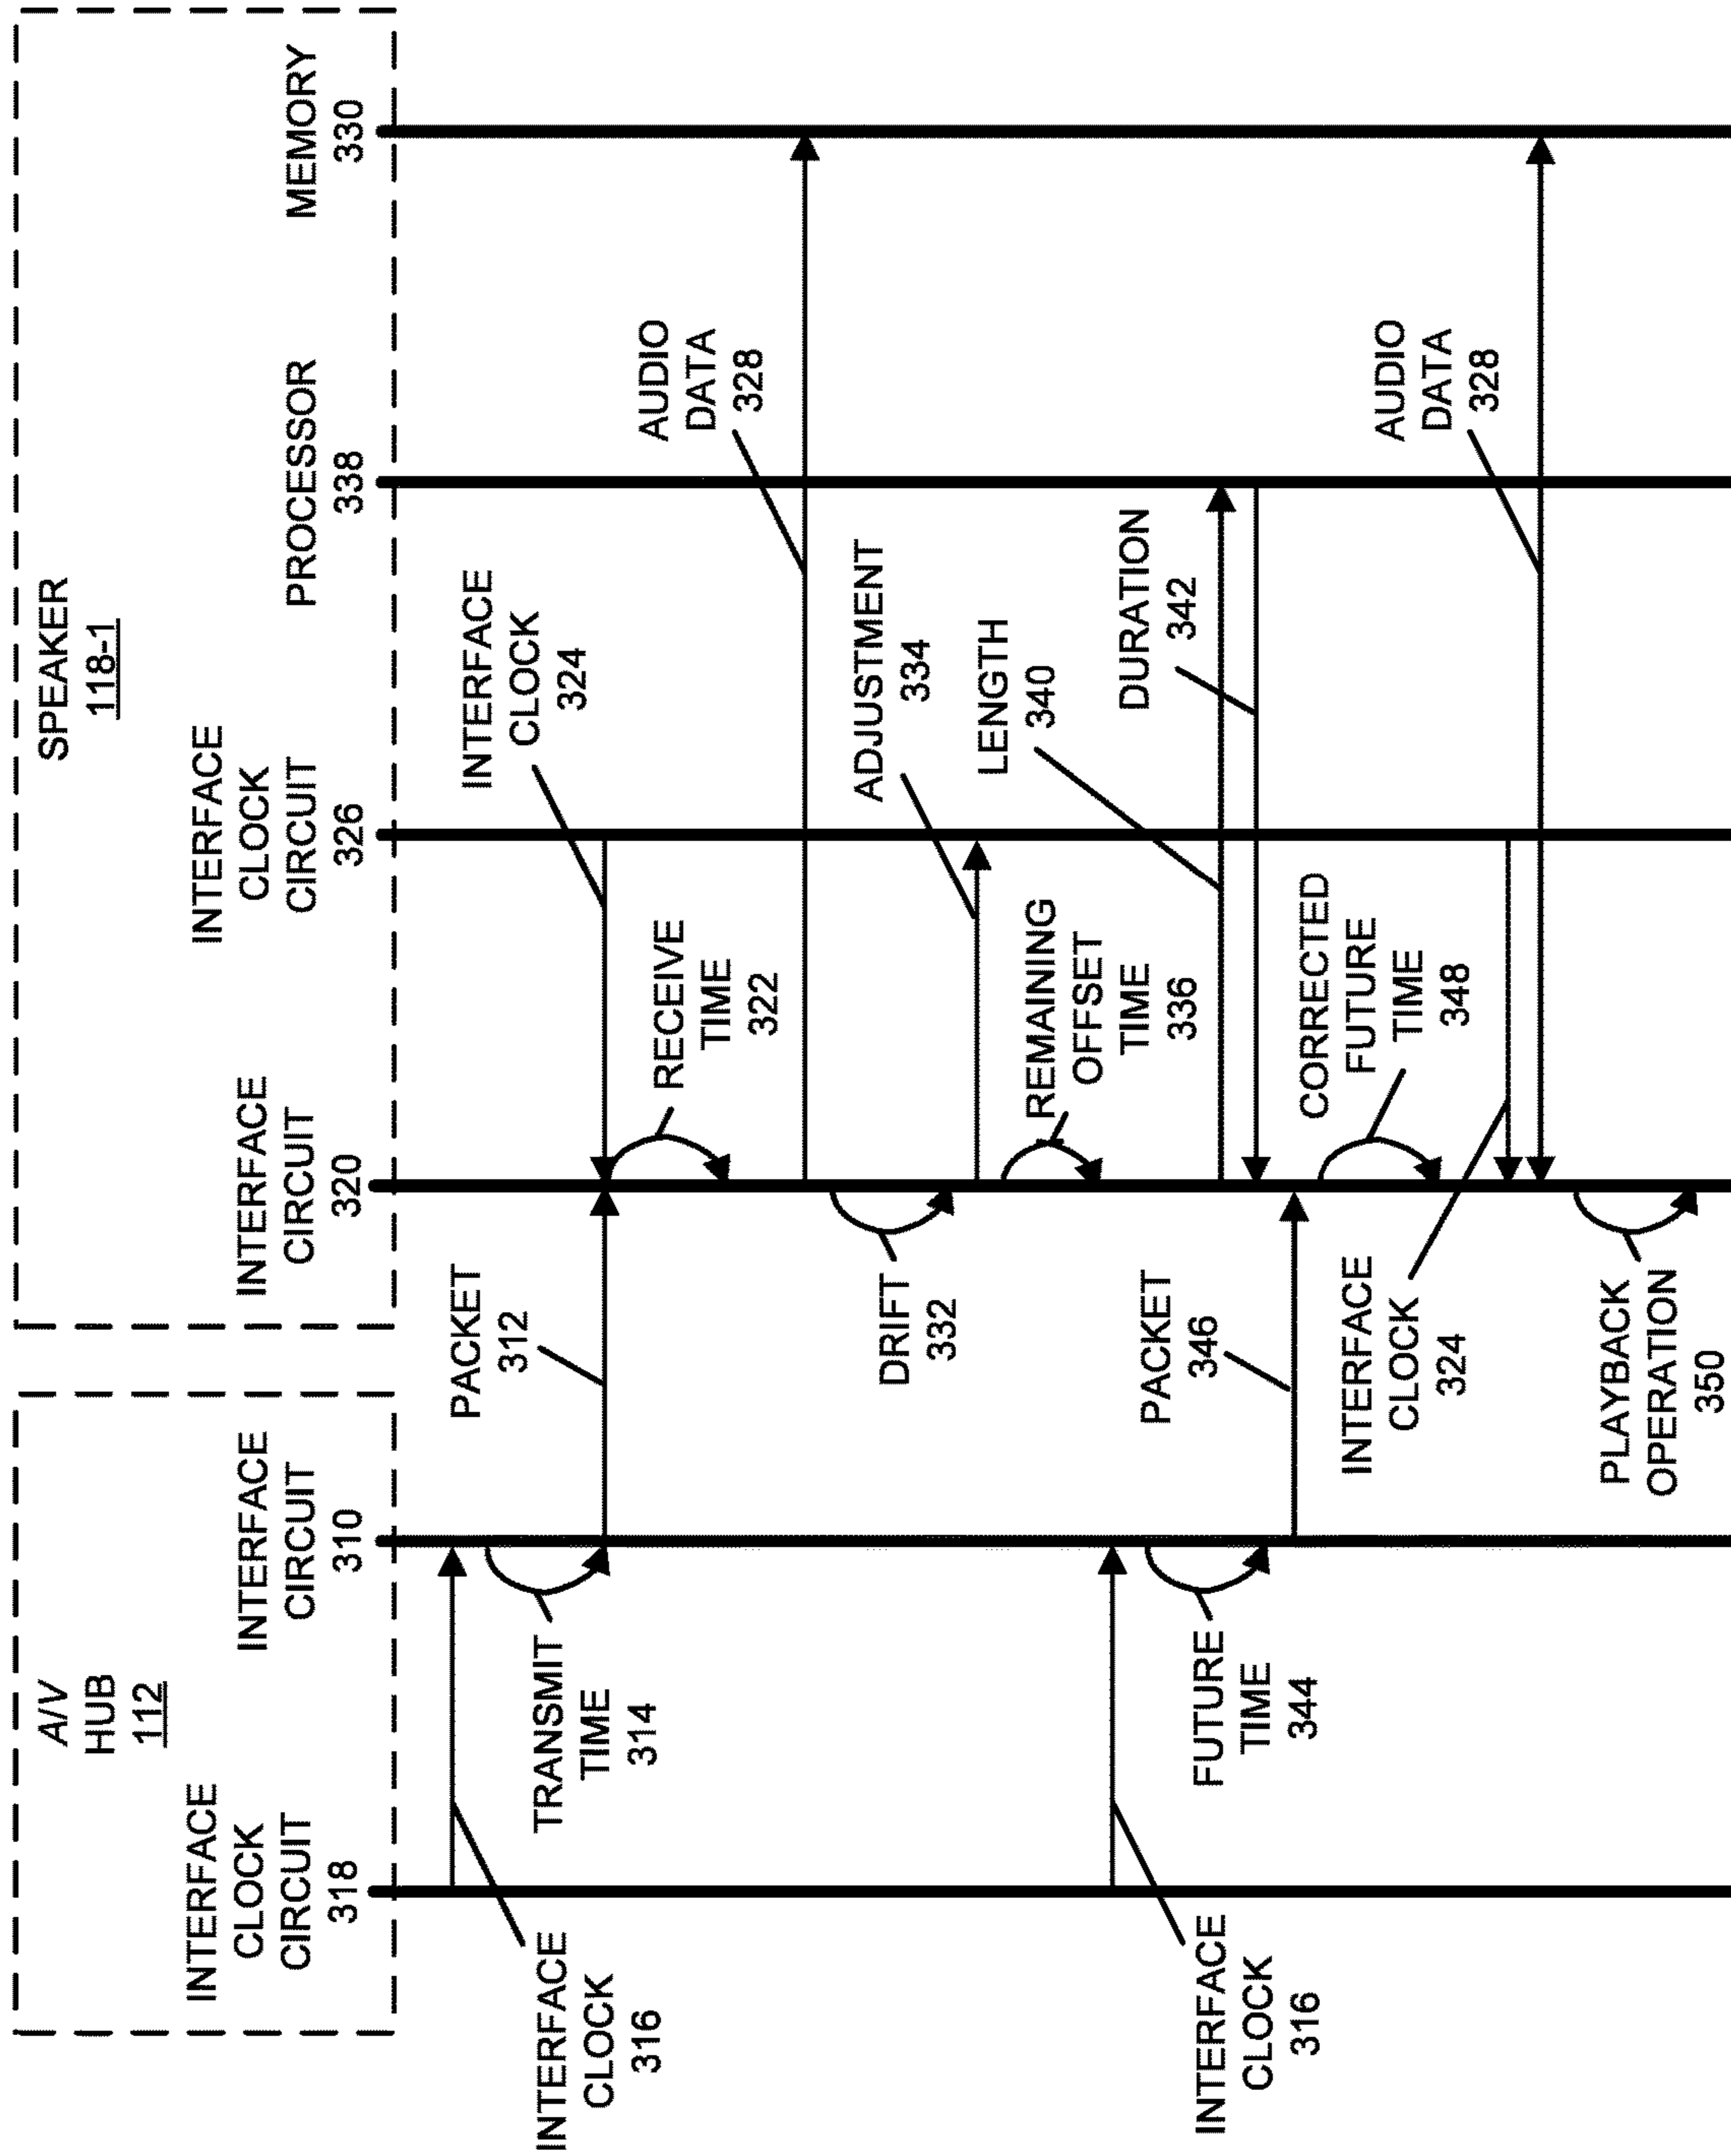 A/V
HUB
112
INTERFACE
CLOCK
CIRCUIT
318
INTERFACE
CIRCUIT
310
SPEAKER
118-1
INTERFACE
CIRCUIT
320
INTERFACE
CLOCK
CIRCUIT
326
PROCESSOR
338
MEMORY
330
INTERFACE
CLOCK
316
TRANSMIT
TIME
314
PACKET
312
INTERFACE
CLOCK
324
RECEIVE
TIME
322
AUDIO
DATA
328
DRIFT
332
ADJUSTMENT
334
REMAINING
OFFSET
TIME
336
LENGTH
340
DURATION
342
INTERFACE
CLOCK
316
FUTURE
TIME
344
PACKET
346
CORRECTED
FUTURE
TIME
348
INTERFACE
CLOCK
324
AUDIO
DATA
328
PLAYBACK
OPERATION
350